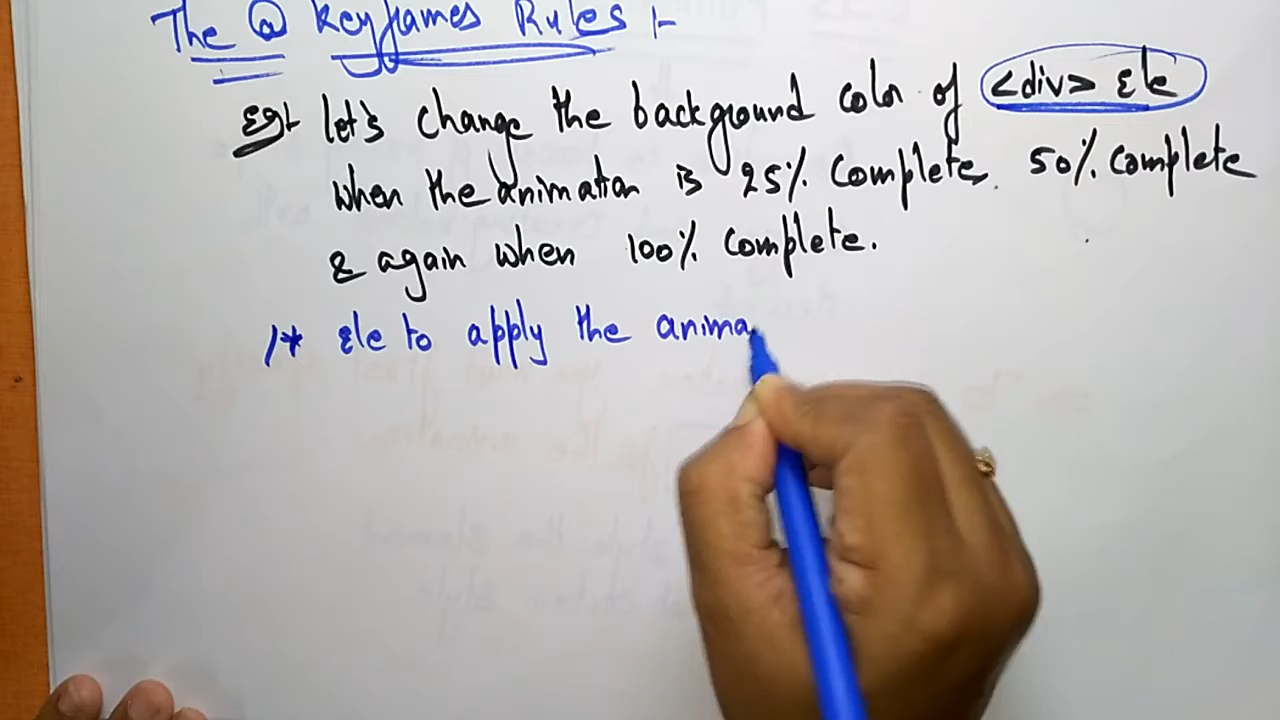 The @ Keyframes Rules :-
Eg:- let's change the background color of <div> Ele
when the animation is 25% Complete, 50% Complete
& again when 100% Complete.
/* Ele to apply the anima